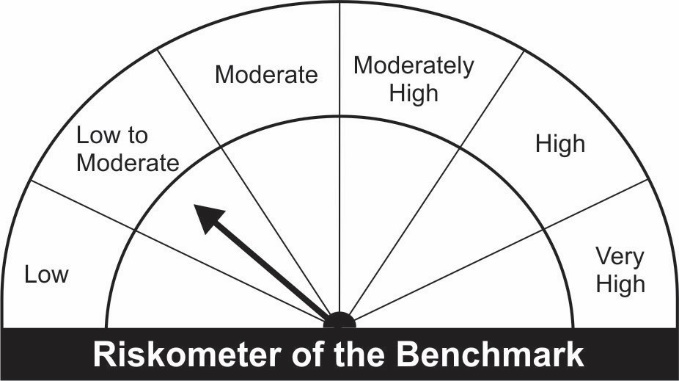 Moderate
Moderately
High
Low to
Moderate
High
Low
Very
High
Riskometer of the Benchmark